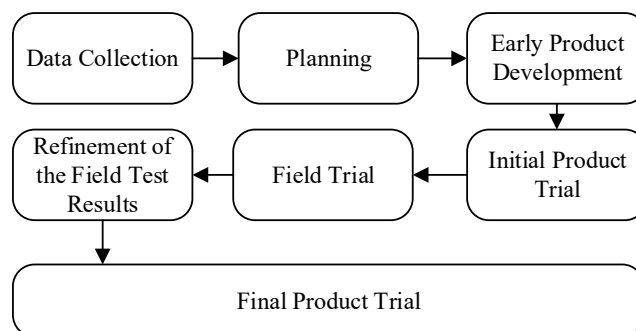 Data Collection
Planning
Early Product
Development
Initial Product
Trial
Field Trial
Refinement of
the Field Test
Results
Final Product Trial